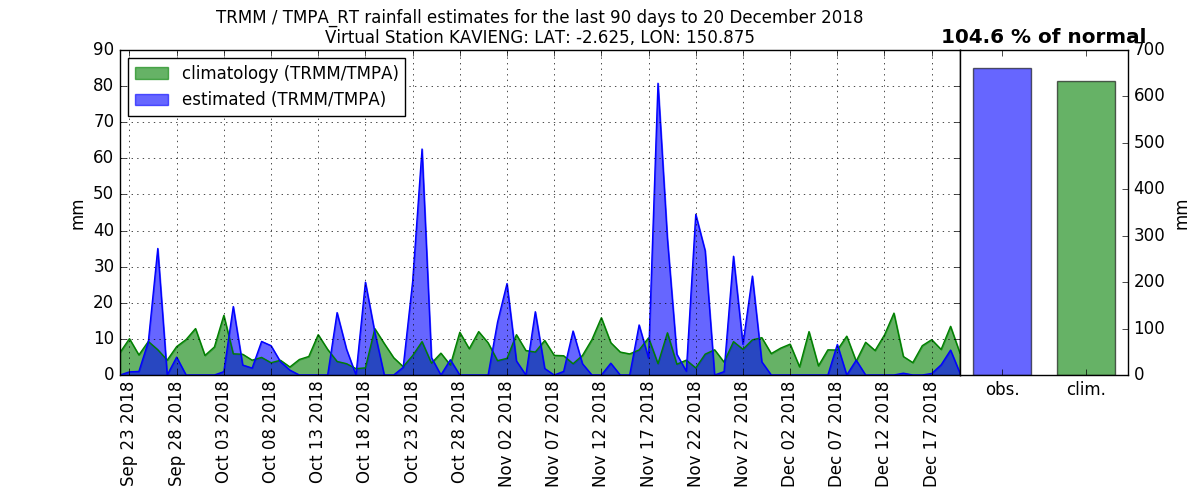 TRMM / TMPA_RT rainfall estimates for the last 90 days to 20 December 2018
Virtual Station KAVIENG: LAT: -2.625, LON: 150.875
104.6 % of normal
climatology (TRMM/TMPA)
estimated (TRMM/TMPA)
90
80
70
60
50
40
30
20
10
0
mm
Sep 23 2018
Sep 28 2018
Oct 03 2018
Oct 08 2018
Oct 13 2018
Oct 18 2018
Oct 23 2018
Oct 28 2018
Nov 02 2018
Nov 07 2018
Nov 12 2018
Nov 17 2018
Nov 22 2018
Nov 27 2018
Dec 02 2018
Dec 07 2018
Dec 12 2018
Dec 17 2018
700
600
500
400
300
200
100
0
mm
obs.
clim.